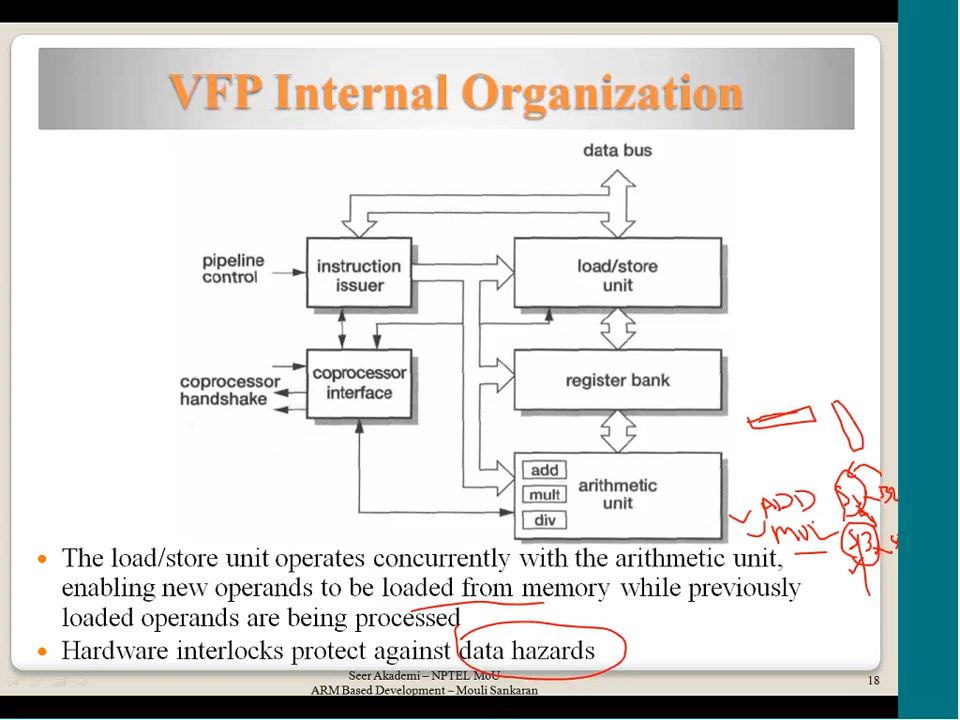 VFP Internal Organization
data bus
pipeline
control
instruction
issuer
load/store
unit
coprocessor
handshake
coprocessor
interface
register bank
add
mult
div
arithmetic
unit
ADD
MUL
• The load/store unit operates concurrently with the arithmetic unit,
enabling new operands to be loaded from memory while previously
loaded operands are being processed
• Hardware interlocks protect against data hazards
Seer Akademi – NPTEL MoU
ARM Based Development – Mouli Sankaran
18